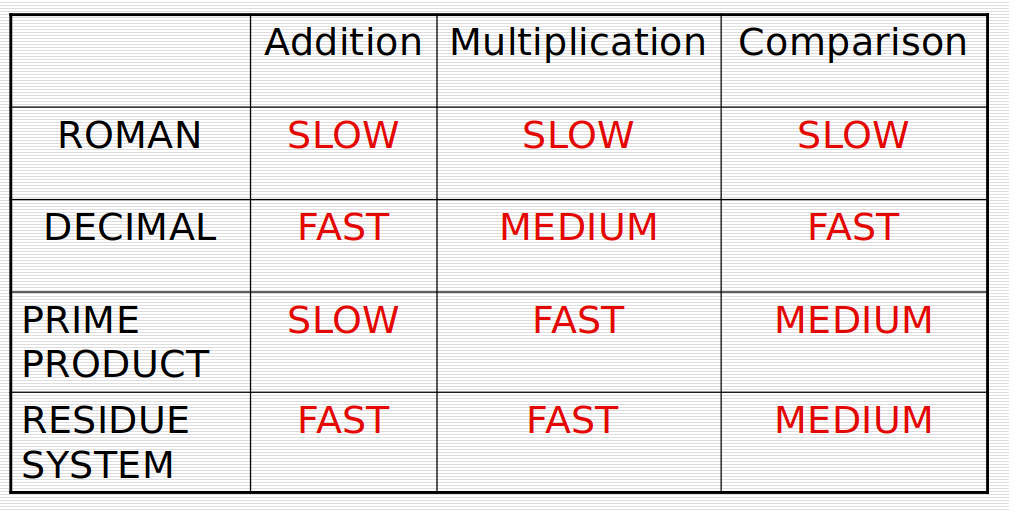 Addition Multiplication Comparison
ROMAN SLOW SLOW SLOW
DECIMAL FAST MEDIUM FAST
PRIME SLOW FAST MEDIUM
PRODUCT
RESIDUE FAST FAST MEDIUM
SYSTEM